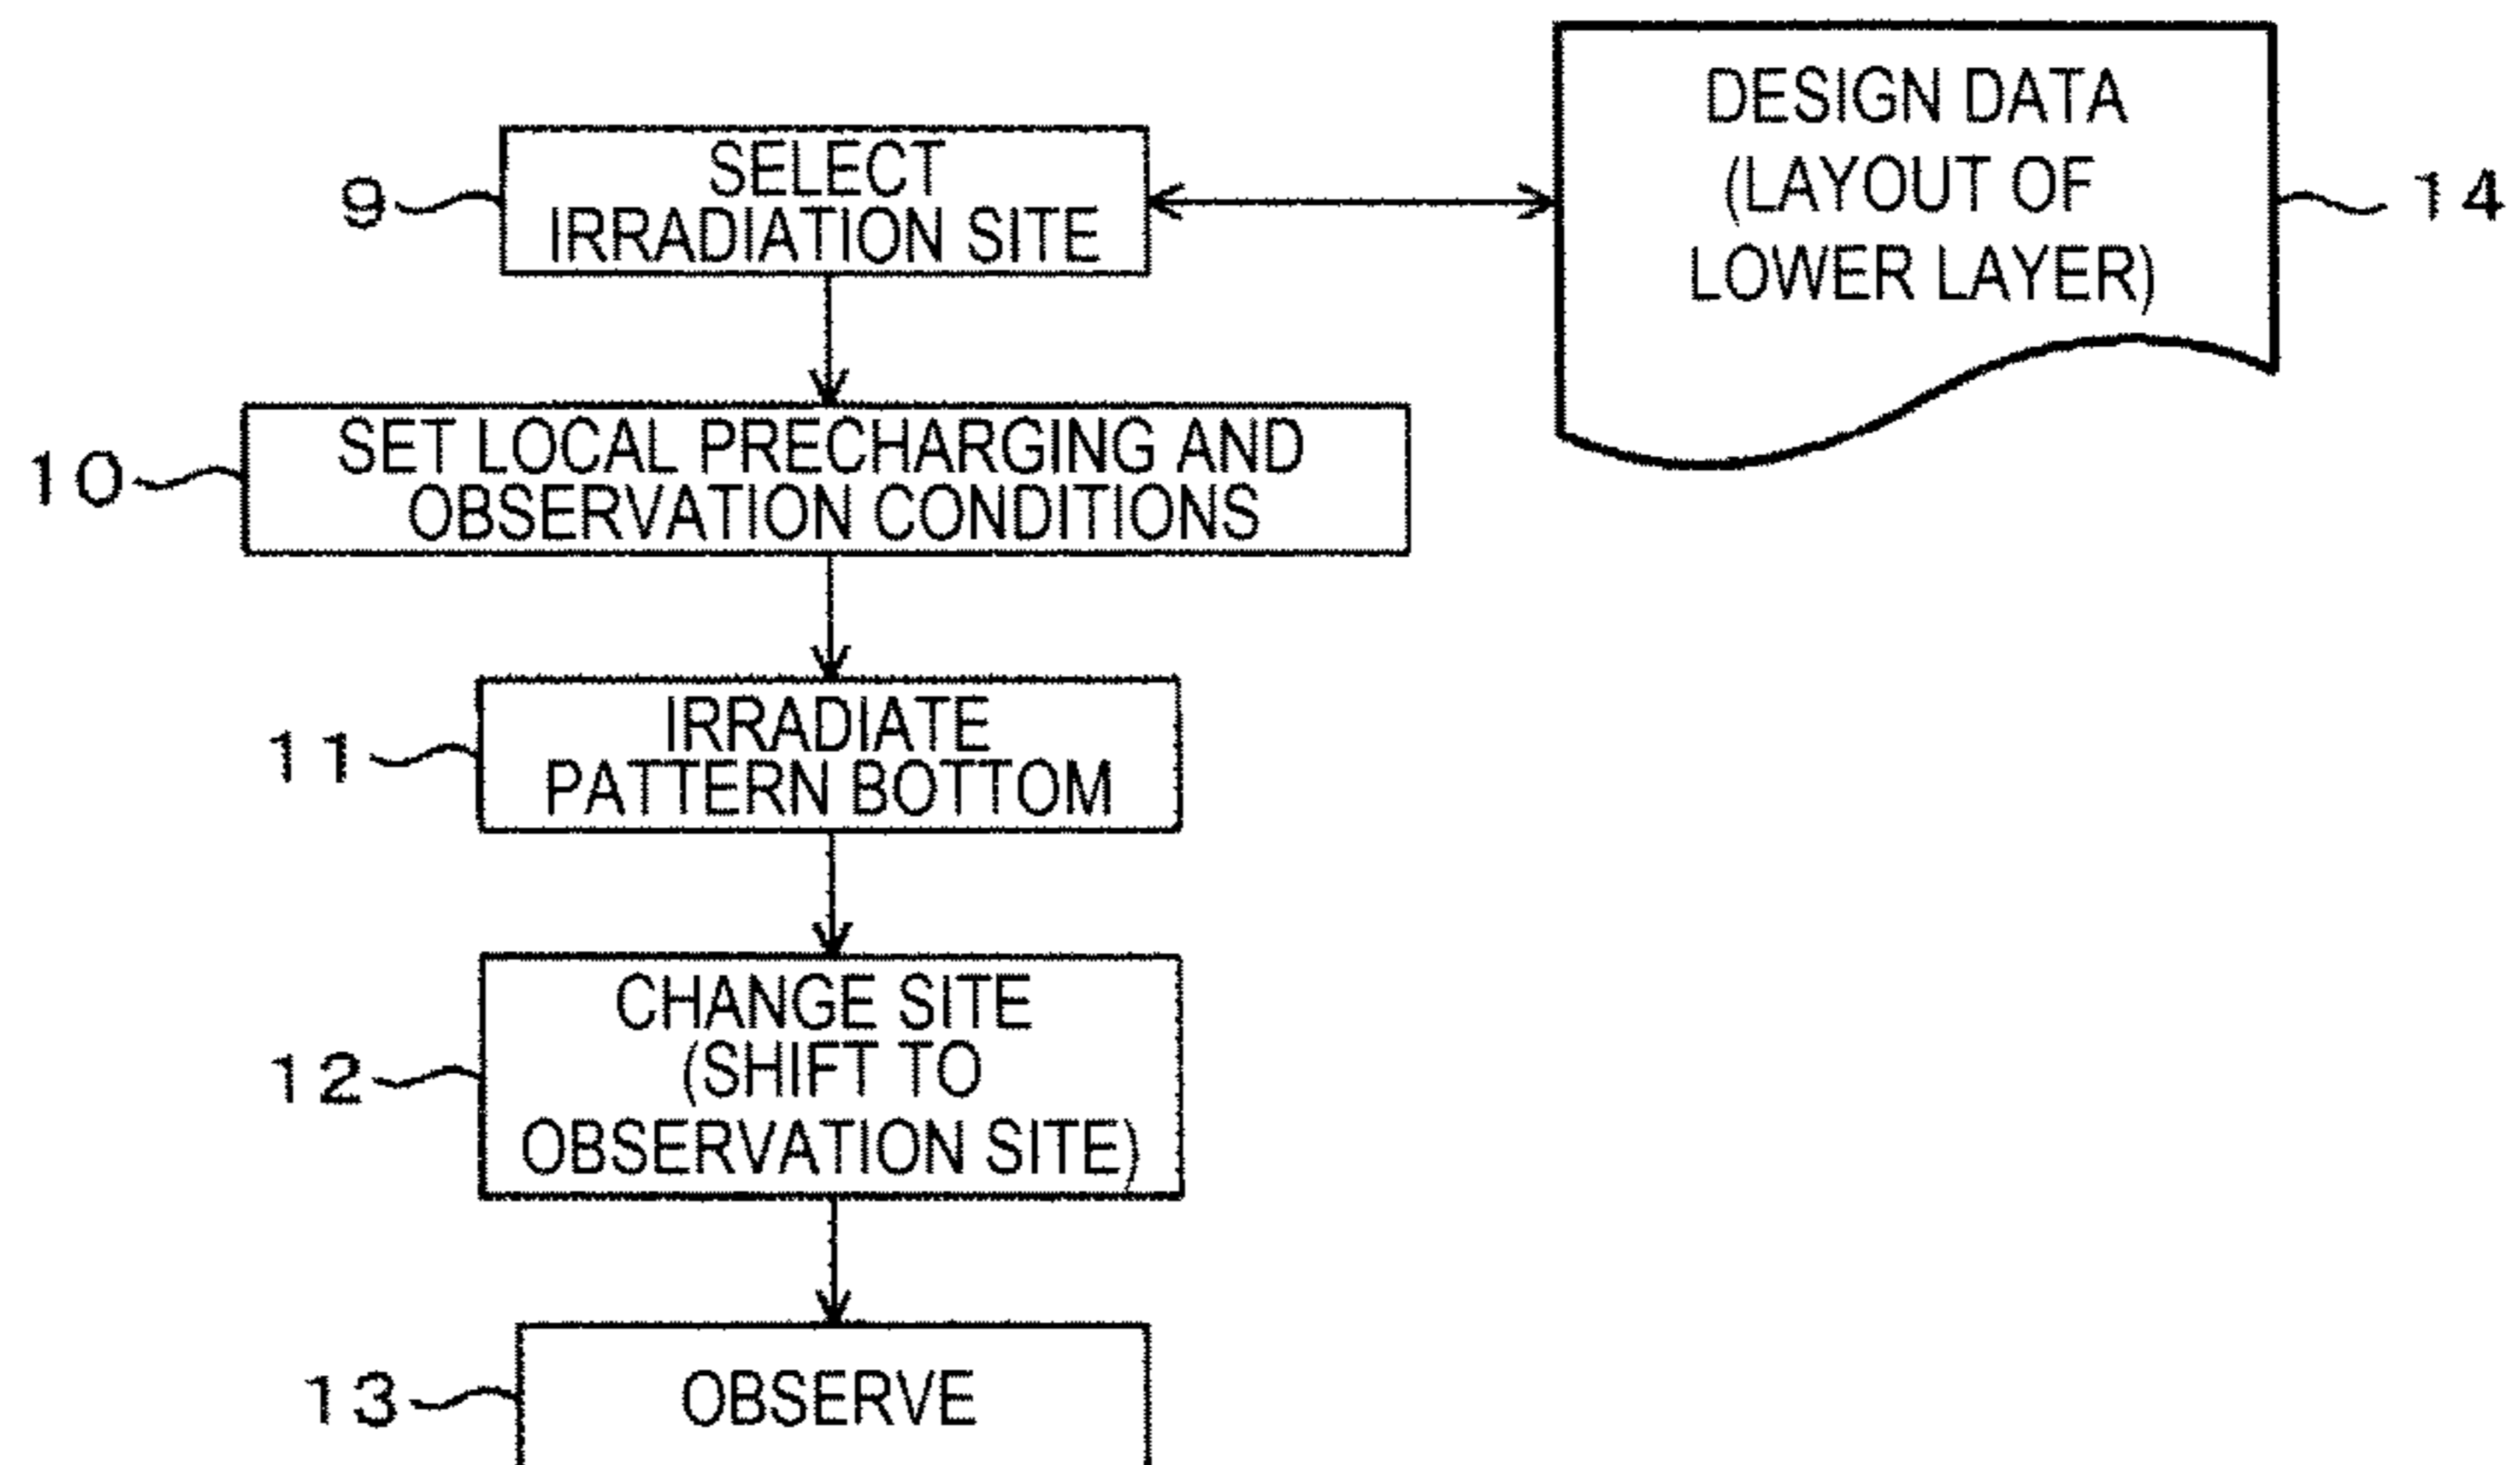 9
SELECT
IRRADIATION SITE
DESIGN DATA
(LAYOUT OF
LOWER LAYER)
14
10
SET LOCAL PRECHARGING AND
OBSERVATION CONDITIONS
11
IRRADIATE
PATTERN BOTTOM
12
CHANGE SITE
(SHIFT TO
OBSERVATION SITE)
13
OBSERVE